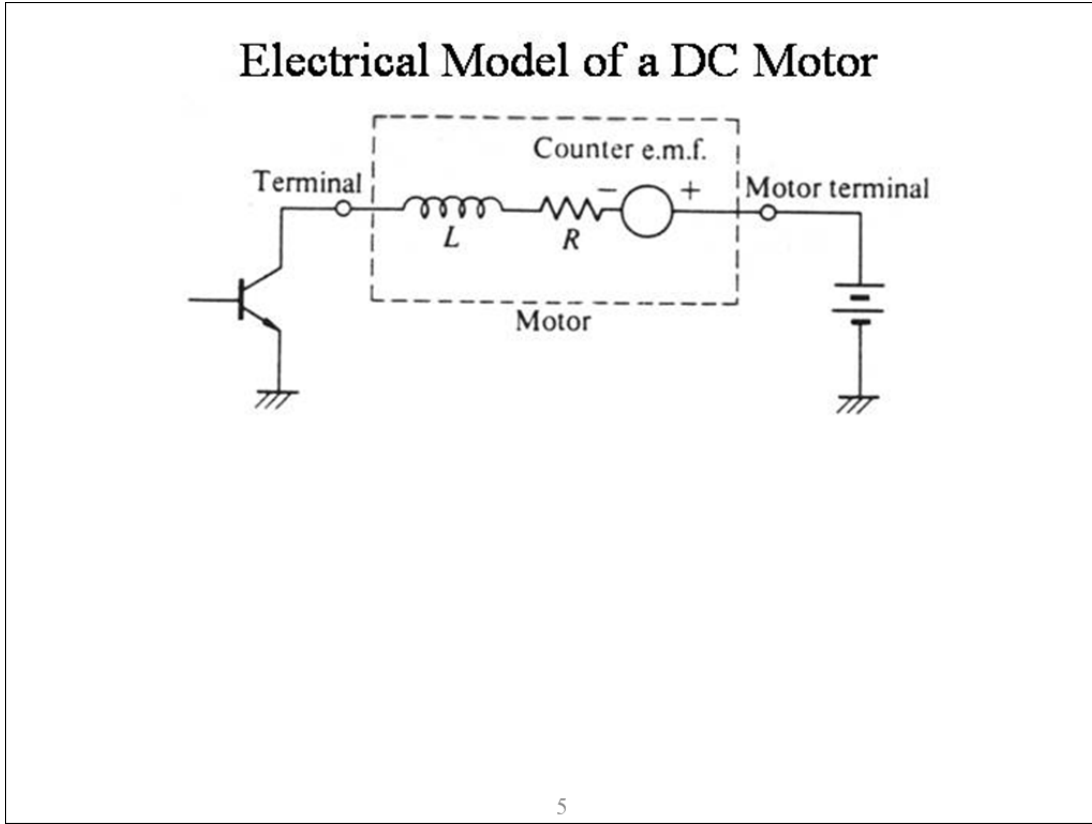 Electrical Model of a DC Motor
Counter e.m.f.
Terminal
− +
Motor terminal
L
R
Motor
5